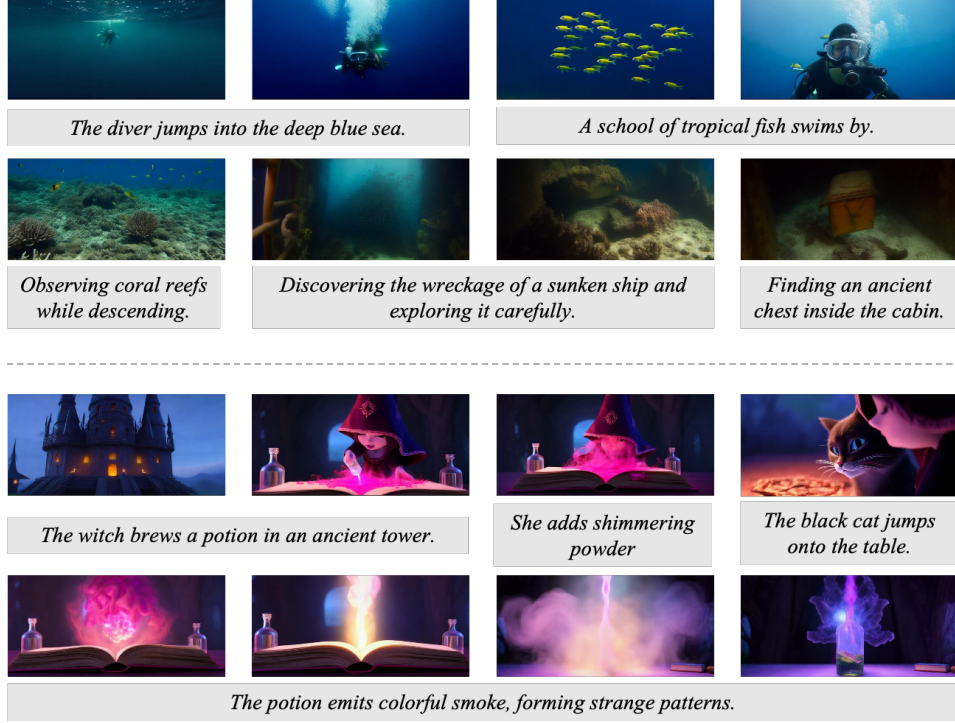 The diver jumps into the deep blue sea.
A school of tropical fish swims by.
Observing coral reefs
while descending.
Discovering the wreckage of a sunken ship and
exploring it carefully.
Finding an ancient
chest inside the cabin.
The witch brews a potion in an ancient tower.
She adds shimmering
powder
The black cat jumps
onto the table.
The potion emits colorful smoke, forming strange patterns.